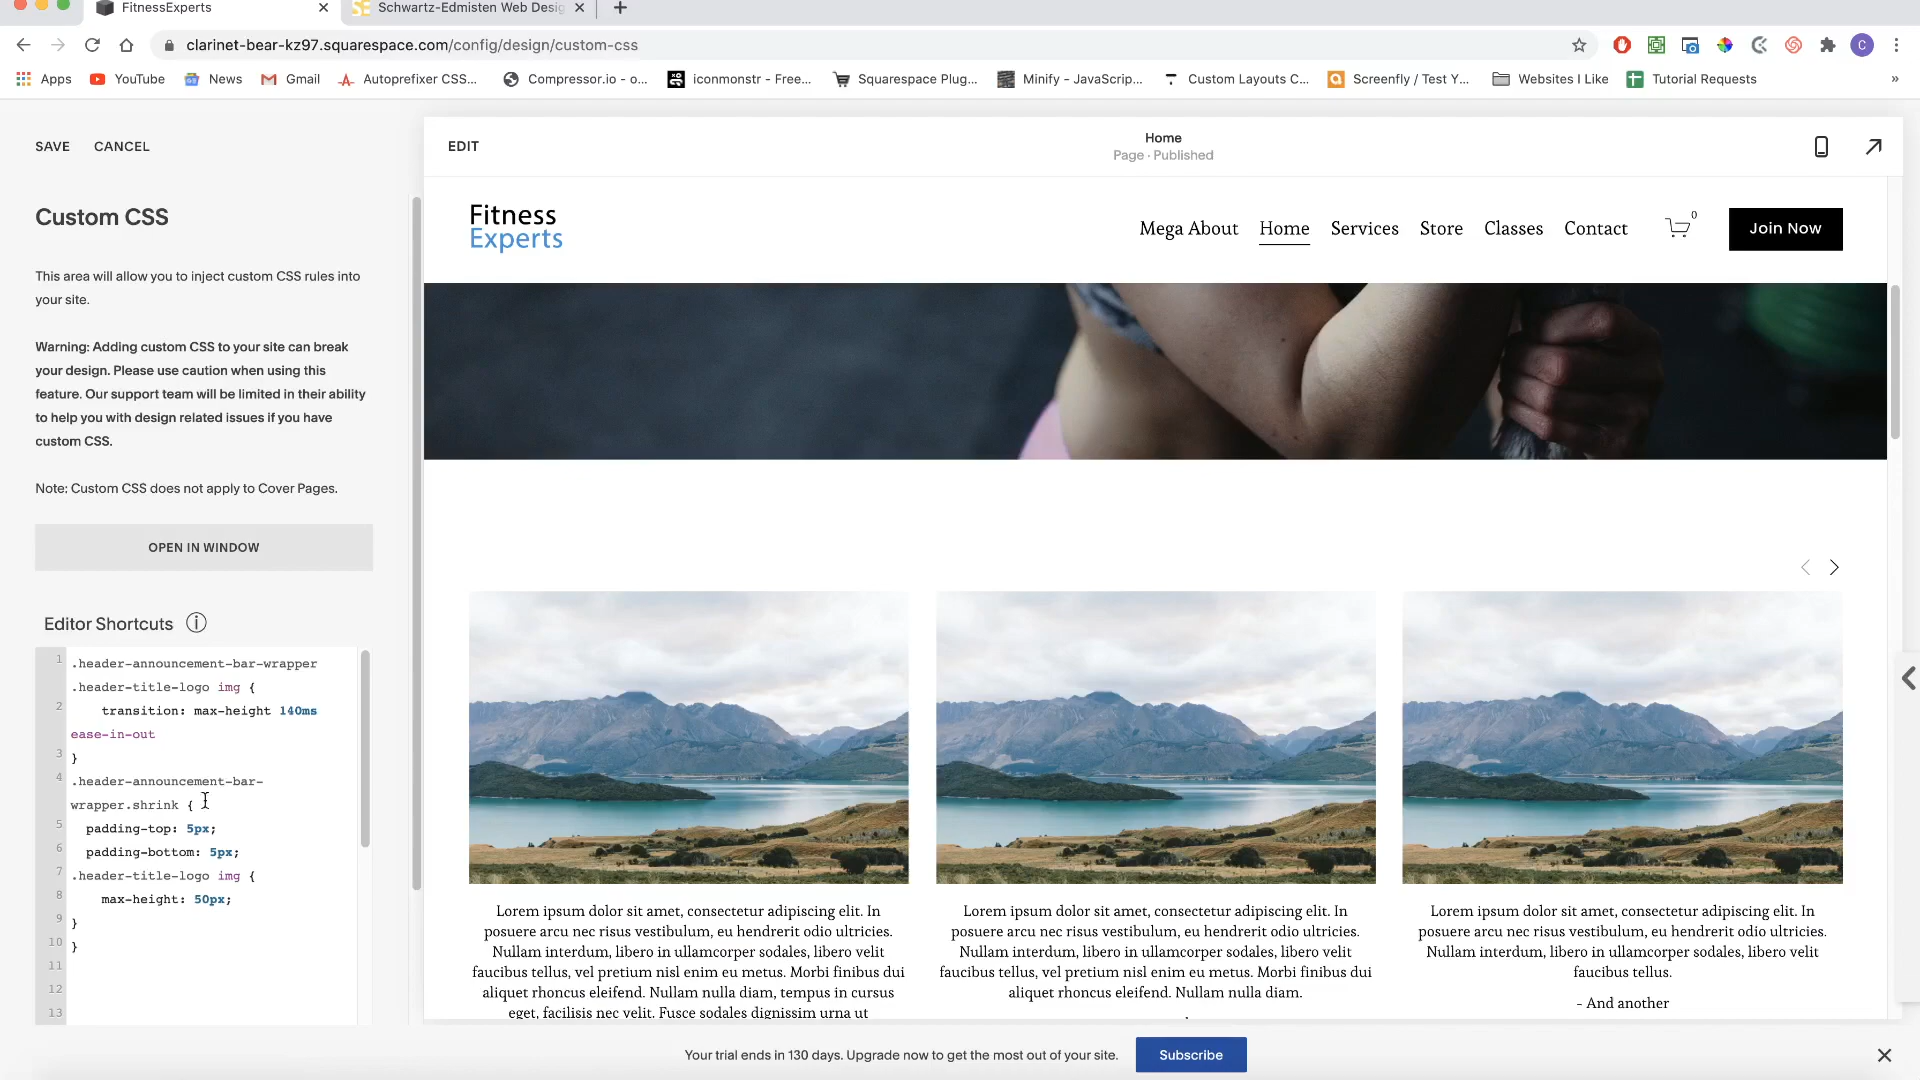 FitnessExperts
Schwartz-Edmisten Web Desig
clarinet-bear-kz97.squarespace.com/config/design/custom-css
C
Apps YouTube News Gmail Autoprefixer CSS... Compressor.io - o... iconmonstr - Free... Squarespace Plug... Minify - JavaScrip... Custom Layouts C... Screenfly / Test Y... Websites I Like Tutorial Requests »
SAVE CANCEL
Custom CSS
This area will allow you to inject custom CSS rules into
your site.
Warning: Adding custom CSS to your site can break
your design. Please use caution when using this
feature. Our support team will be limited in their ability
to help you with design related issues if you have
custom CSS.
Note: Custom CSS does not apply to Cover Pages.
OPEN IN WINDOW
Editor Shortcuts
1 .header-announcement-bar-wrapper
.header-title-logo img {
2 transition: max-height 140ms
ease-in-out
3 }
4 .header-announcement-bar-
wrapper.shrink {
5 padding-top: 5px;
6 padding-bottom: 5px;
7 .header-title-logo img {
8 max-height: 50px;
9 }
10 }
11
12
13
EDIT
Home
Page · Published
Fitness
Experts
Mega About Home Services Store Classes Contact 0 Join Now
Lorem ipsum dolor sit amet, consectetur adipiscing elit. In
posuere arcu nec risus vestibulum, eu hendrerit odio ultricies.
Nullam interdum, libero in ullamcorper sodales, libero velit
faucibus tellus, vel pretium nisl enim eu metus. Morbi finibus dui
aliquet rhoncus eleifend. Nullam nulla diam, tempus in cursus
eget, facilisis nec velit. Fusce sodales dignissim urna ut
Lorem ipsum dolor sit amet, consectetur adipiscing elit. In
posuere arcu nec risus vestibulum, eu hendrerit odio ultricies.
Nullam interdum, libero in ullamcorper sodales, libero velit
faucibus tellus, vel pretium nisl enim eu metus. Morbi finibus dui
aliquet rhoncus eleifend. Nullam nulla diam.
Lorem ipsum dolor sit amet, consectetur adipiscing elit. In
posuere arcu nec risus vestibulum, eu hendrerit odio ultricies.
Nullam interdum, libero in ullamcorper sodales, libero velit
faucibus tellus.
- And another
Your trial ends in 130 days. Upgrade now to get the most out of your site.
Subscribe